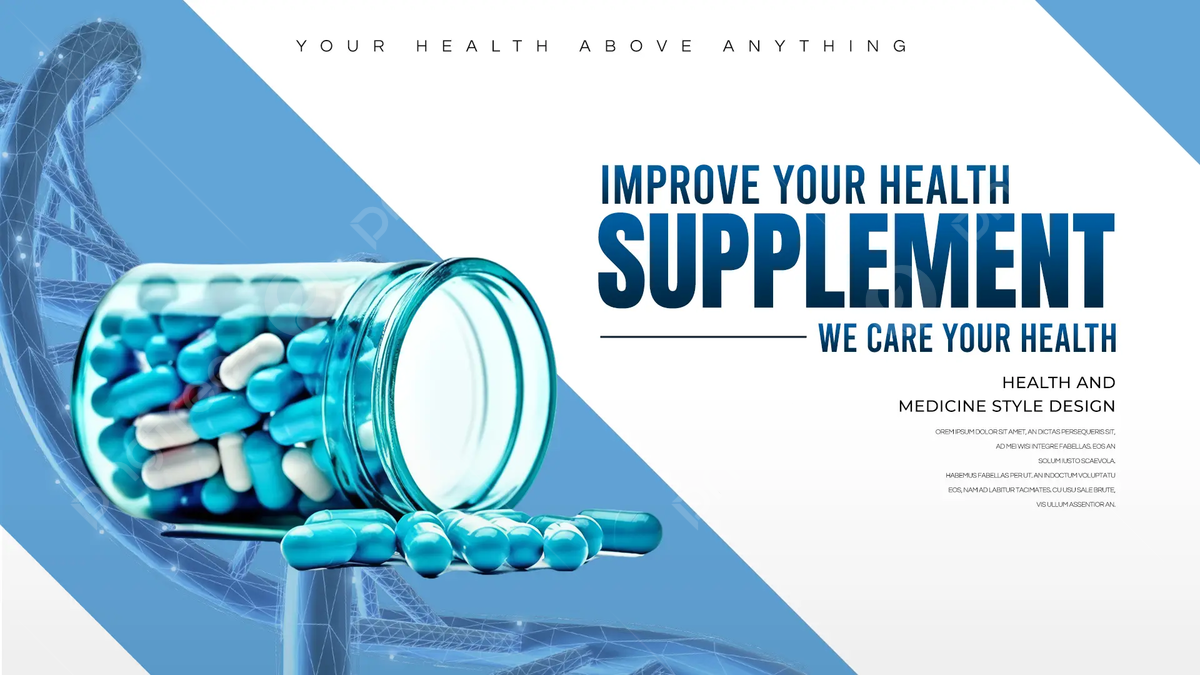 YOUR HEALTH ABOVE ANYTHING
IMPROVE YOUR HEALTH
SUPPLEMENT
WE CARE YOUR HEALTH
HEALTH AND
MEDICINE STYLE DESIGN
OREM IPSUM DOLOR SIT AMET, AN DICTAS PERSEQUERIS SIT,
AD MEI WISI INTEGRE FABELLAS. EOS AN
SOLUM IUSTO SCAEVOLA.
HABEMUS FABELLAS PER UT, AN INDOCTUM VOLUPTATU
EOS, NAM AD LABITUR TACIMATES. CU USU SALE BRUTE,
VIS ULLUM ASSENTIOR AN.